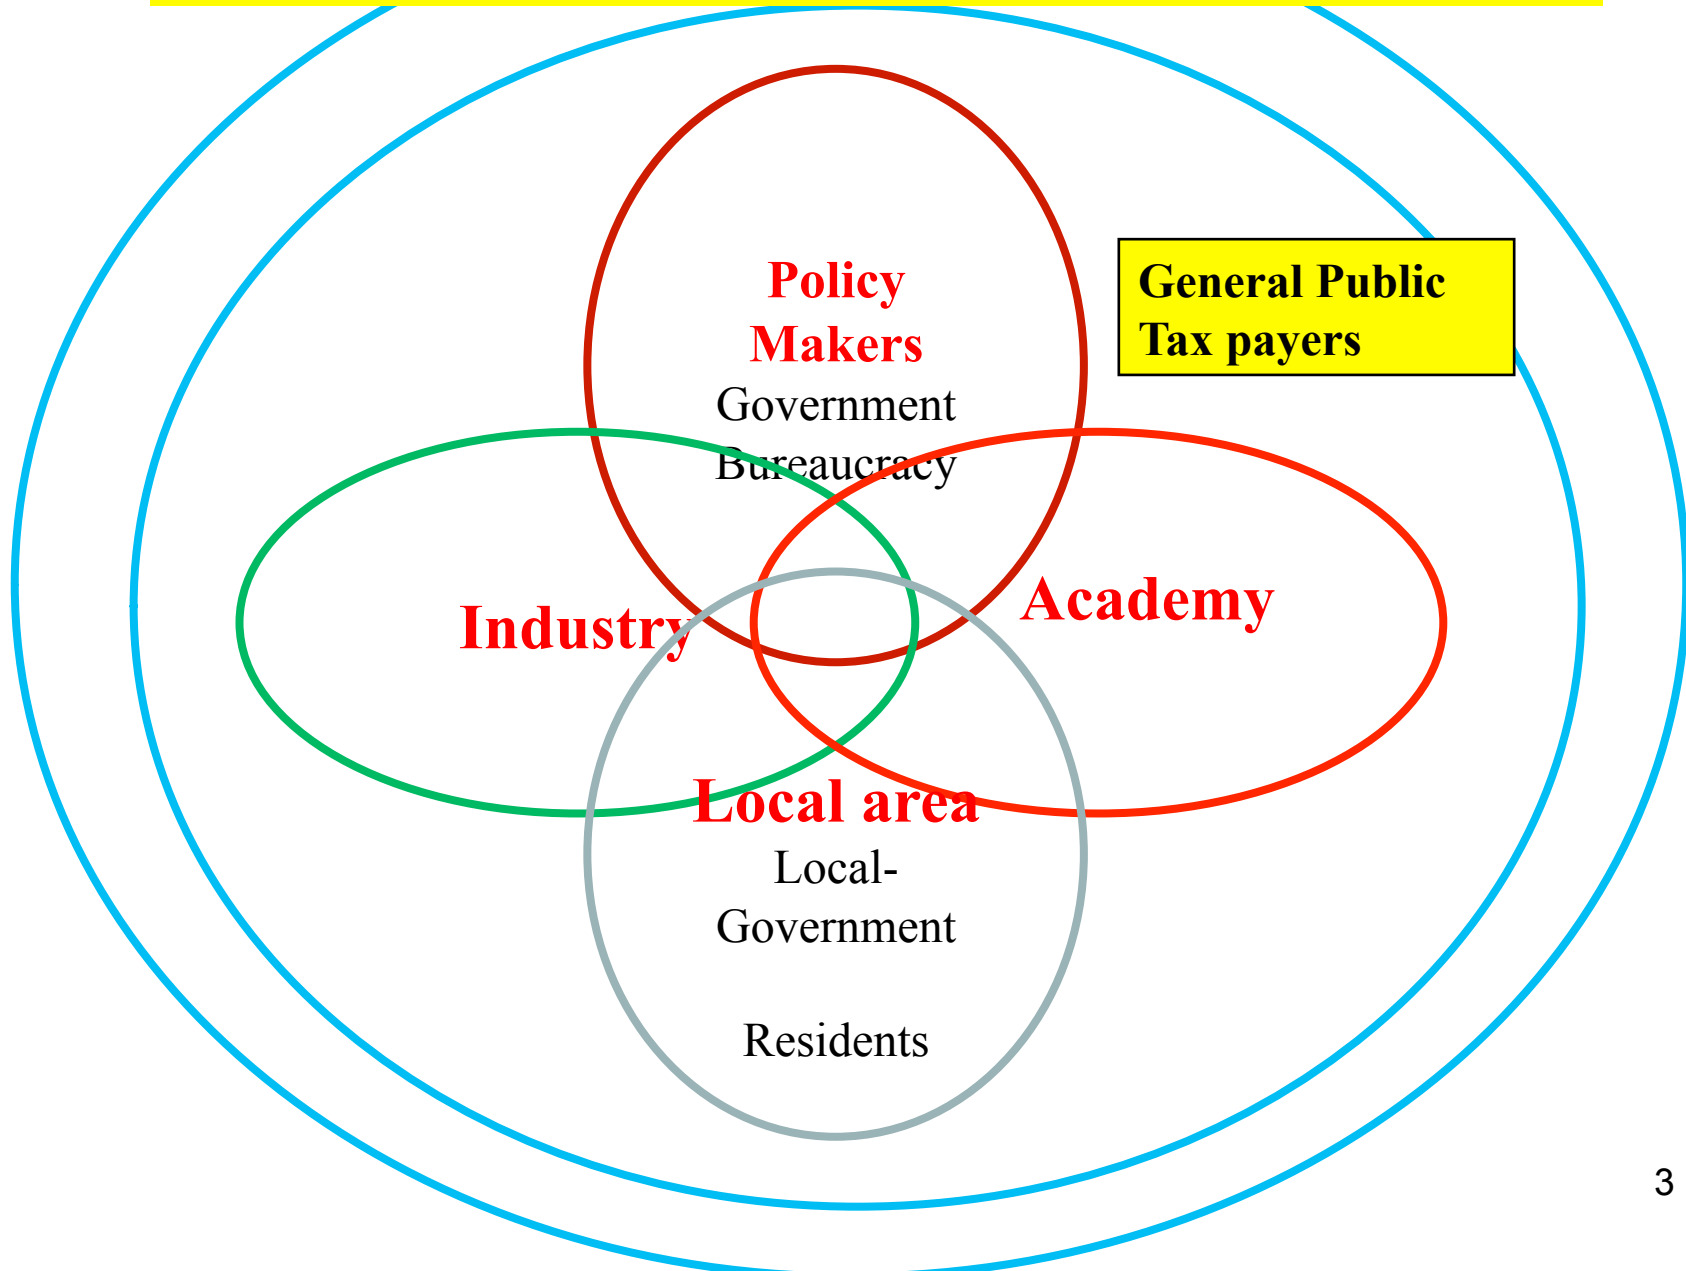 Policy
Makers
Government
Bureaucracy
General Public
Tax payers
Industry
Academy
Local area
Local-
Government
Residents
3